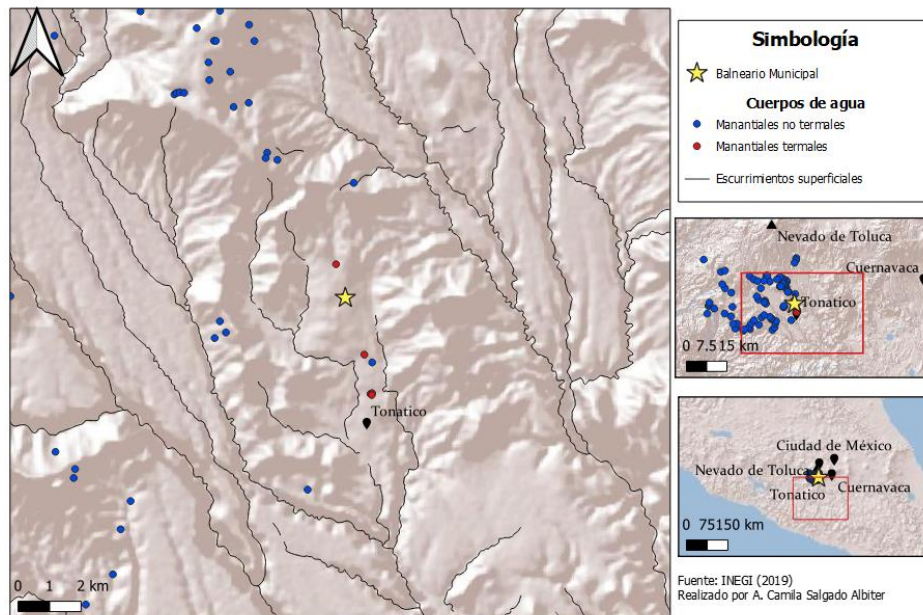 Simbología
Balneario Municipal
Cuerpos de agua
Manantiales no termales
Manantiales termales
Escurrimientos superficiales
Tonatico
0 1 2 km
Nevado de Toluca
Cuernavaca
Tonatico
0 7.515 km
Ciudad de México
Nevado de Toluca
Cuernavaca
Tonatico
0 75150 km
Fuente: INEGI (2019)
Realizado por A. Camila Salgado Albiter